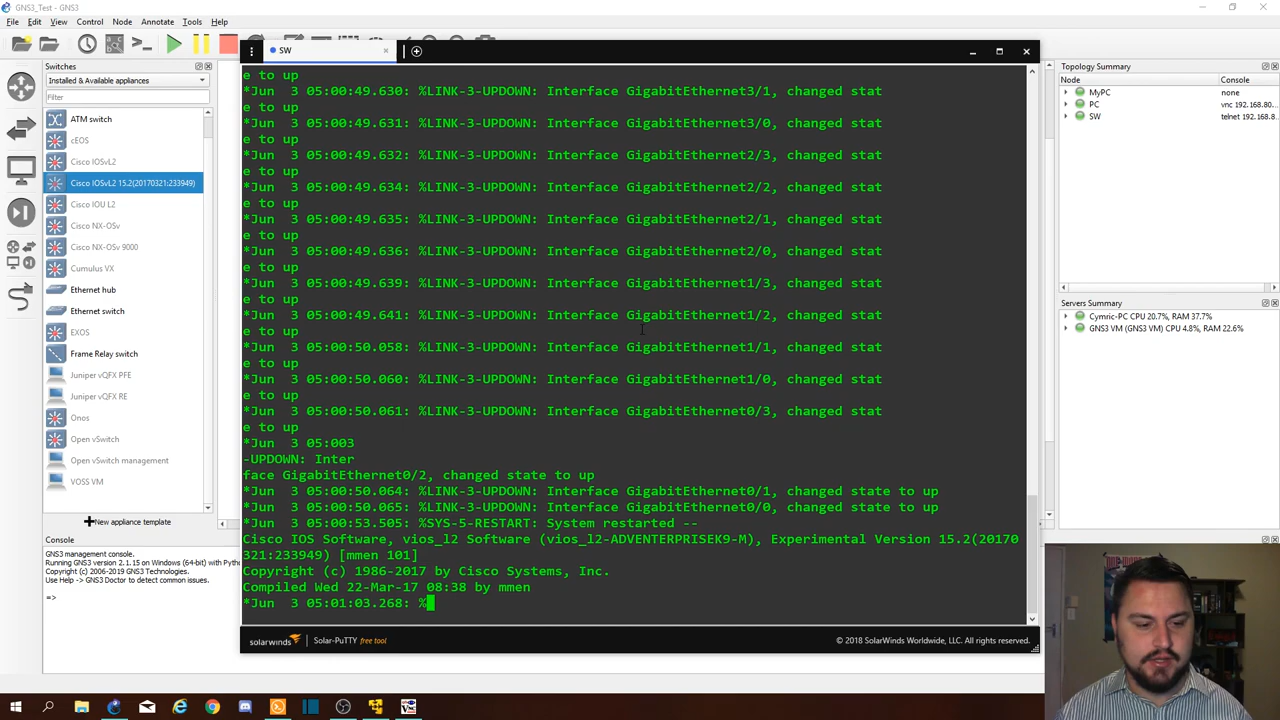 GNS3_Test - GNS3
File Edit View Control Node Annotate Tools Help
Switches
Installed & Available appliances
Filter
ATM switch
cEOS
Cisco IOSvL2
Cisco IOSvL2 15.2(20170321:233949)
Cisco IOU L2
Cisco NX-OSv
Cisco NX-OSv 9000
Cumulus VX
Ethernet hub
Ethernet switch
EXOS
Frame Relay switch
Juniper vQFX PFE
Juniper vQFX RE
Onos
Open vSwitch
Open vSwitch management
VOSS VM
New appliance template
Console
GNS3 management console.
Running GNS3 version 2.1.15 on Windows (64-bit) with Pyth
Copyright (c) 2006-2019 GNS3 Technologies.
Use Help -> GNS3 Doctor to detect common issues.
=>
SW
e to up
*Jun  3 05:00:49.630: %LINK-3-UPDOWN: Interface GigabitEthernet3/1, changed stat
e to up
*Jun  3 05:00:49.631: %LINK-3-UPDOWN: Interface GigabitEthernet3/0, changed stat
e to up
*Jun  3 05:00:49.632: %LINK-3-UPDOWN: Interface GigabitEthernet2/3, changed stat
e to up
*Jun  3 05:00:49.634: %LINK-3-UPDOWN: Interface GigabitEthernet2/2, changed stat
e to up
*Jun  3 05:00:49.635: %LINK-3-UPDOWN: Interface GigabitEthernet2/1, changed stat
e to up
*Jun  3 05:00:49.636: %LINK-3-UPDOWN: Interface GigabitEthernet2/0, changed stat
e to up
*Jun  3 05:00:49.639: %LINK-3-UPDOWN: Interface GigabitEthernet1/3, changed stat
e to up
*Jun  3 05:00:49.641: %LINK-3-UPDOWN: Interface GigabitEthernet1/2, changed stat
e to up
*Jun  3 05:00:50.058: %LINK-3-UPDOWN: Interface GigabitEthernet1/1, changed stat
e to up
*Jun  3 05:00:50.060: %LINK-3-UPDOWN: Interface GigabitEthernet1/0, changed stat
e to up
*Jun  3 05:00:50.061: %LINK-3-UPDOWN: Interface GigabitEthernet0/3, changed stat
e to up
*Jun  3 05:003
-UPDOWN: Inter
face GigabitEthernet0/2, changed state to up
*Jun  3 05:00:50.064: %LINK-3-UPDOWN: Interface GigabitEthernet0/1, changed state to up
*Jun  3 05:00:50.065: %LINK-3-UPDOWN: Interface GigabitEthernet0/0, changed state to up
*Jun  3 05:00:53.505: %SYS-5-RESTART: System restarted --
Cisco IOS Software, vios_l2 Software (vios_l2-ADVENTERPRISEK9-M), Experimental Version 15.2(20170
321:233949) [mmen 101]
Copyright (c) 1986-2017 by Cisco Systems, Inc.
Compiled Wed 22-Mar-17 08:38 by mmen
*Jun  3 05:01:03.268: %
solarwinds Solar-PuTTY free tool
© 2018 SolarWinds Worldwide, LLC. All rights reserved.
Topology Summary
Node Console
MyPC none
PC vnc 192.168.80
SW telnet 192.168.8
Servers Summary
Cymric-PC CPU 20.7%, RAM 37.7%
GNS3 VM (GNS3 VM) CPU 4.8%, RAM 22.6%